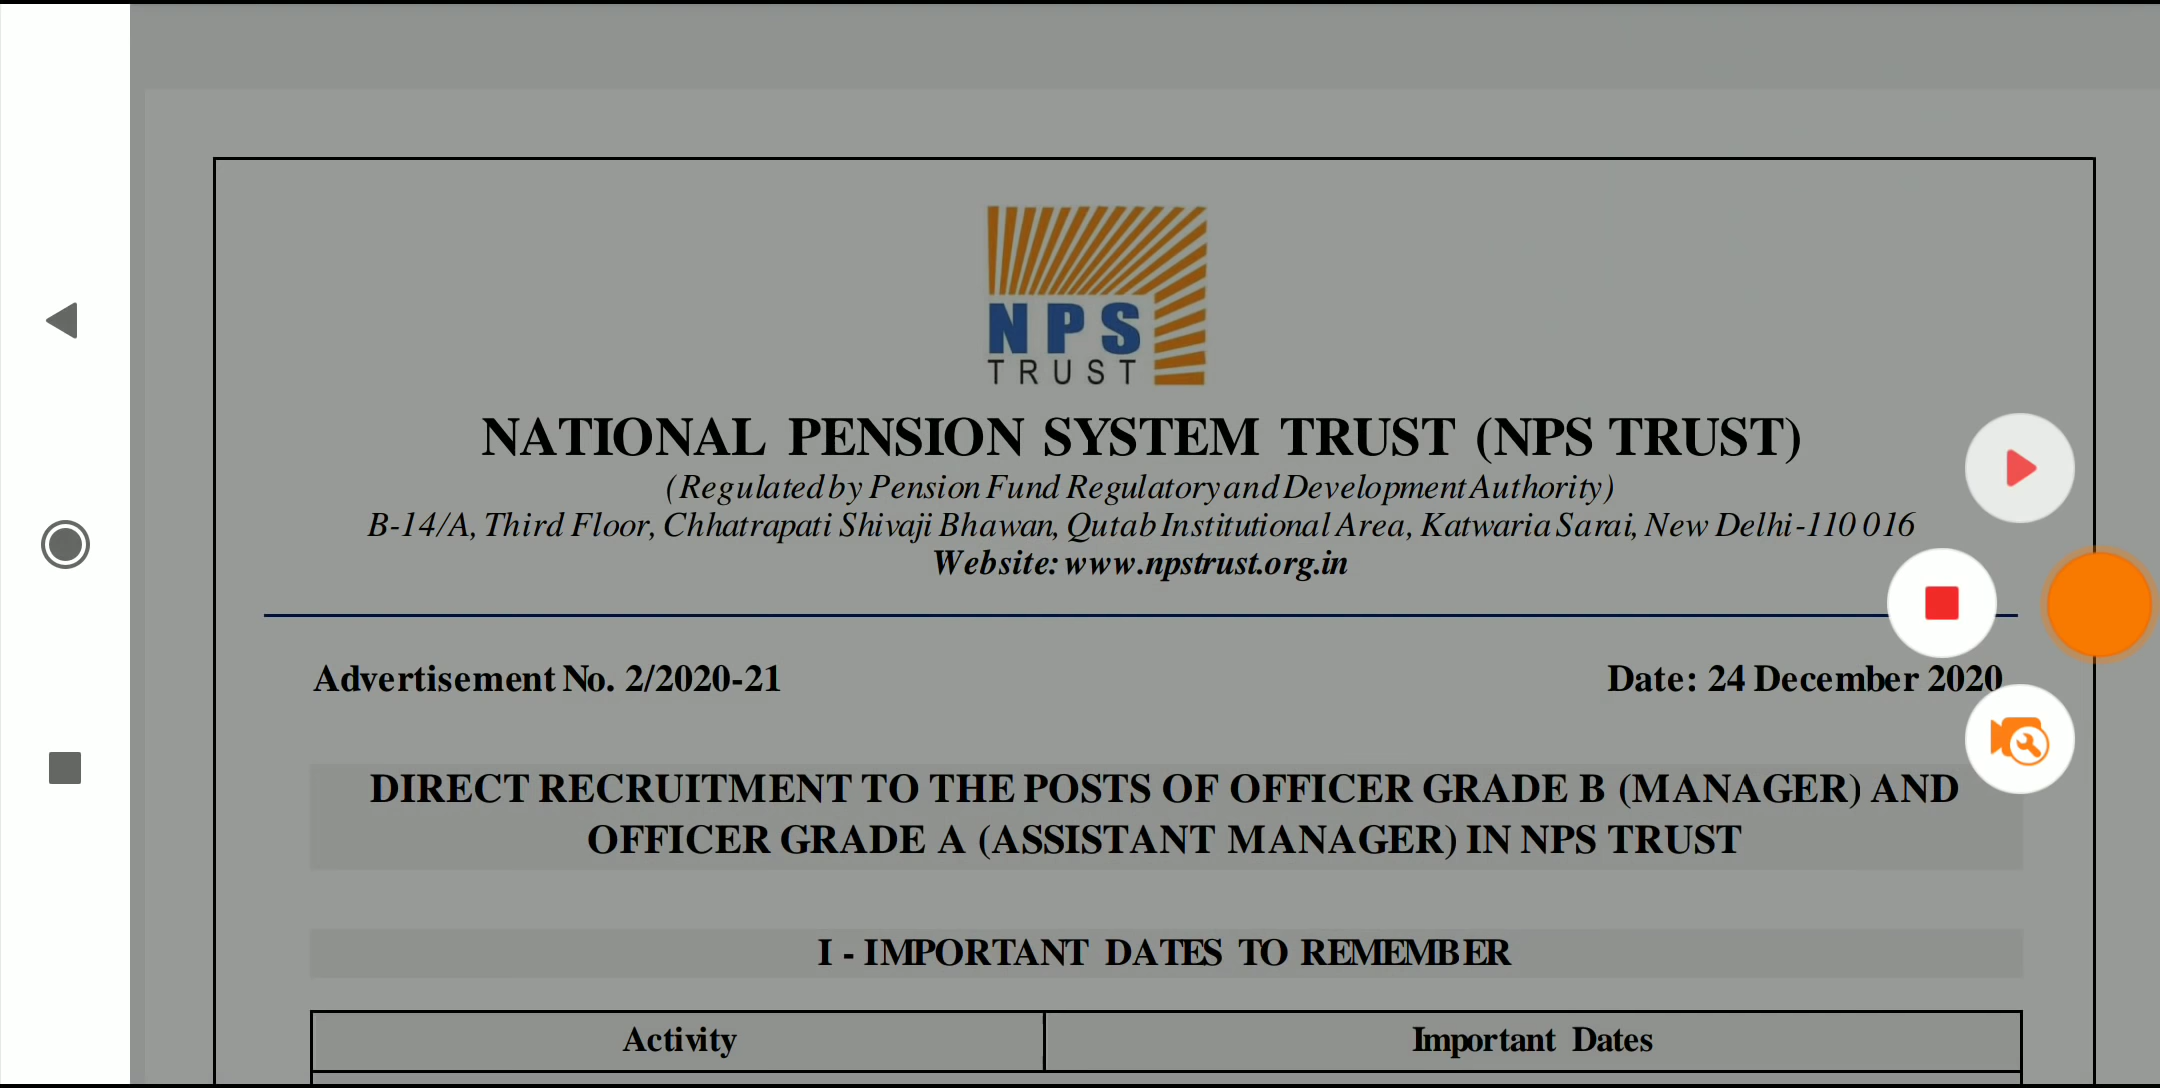 NPS
TRUST
NATIONAL PENSION SYSTEM TRUST (NPS TRUST)
(Regulated by Pension Fund Regulatory and Development Authority)
B-14/A, Third Floor, Chhatrapati Shivaji Bhawan, Qutab Institutional Area, Katwaria Sarai, New Delhi-110 016
Website: www.npstrust.org.in
Advertisement No. 2/2020-21 Date: 24 December 2020
DIRECT RECRUITMENT TO THE POSTS OF OFFICER GRADE B (MANAGER) AND
OFFICER GRADE A (ASSISTANT MANAGER) IN NPS TRUST
I - IMPORTANT DATES TO REMEMBER
Activity Important Dates